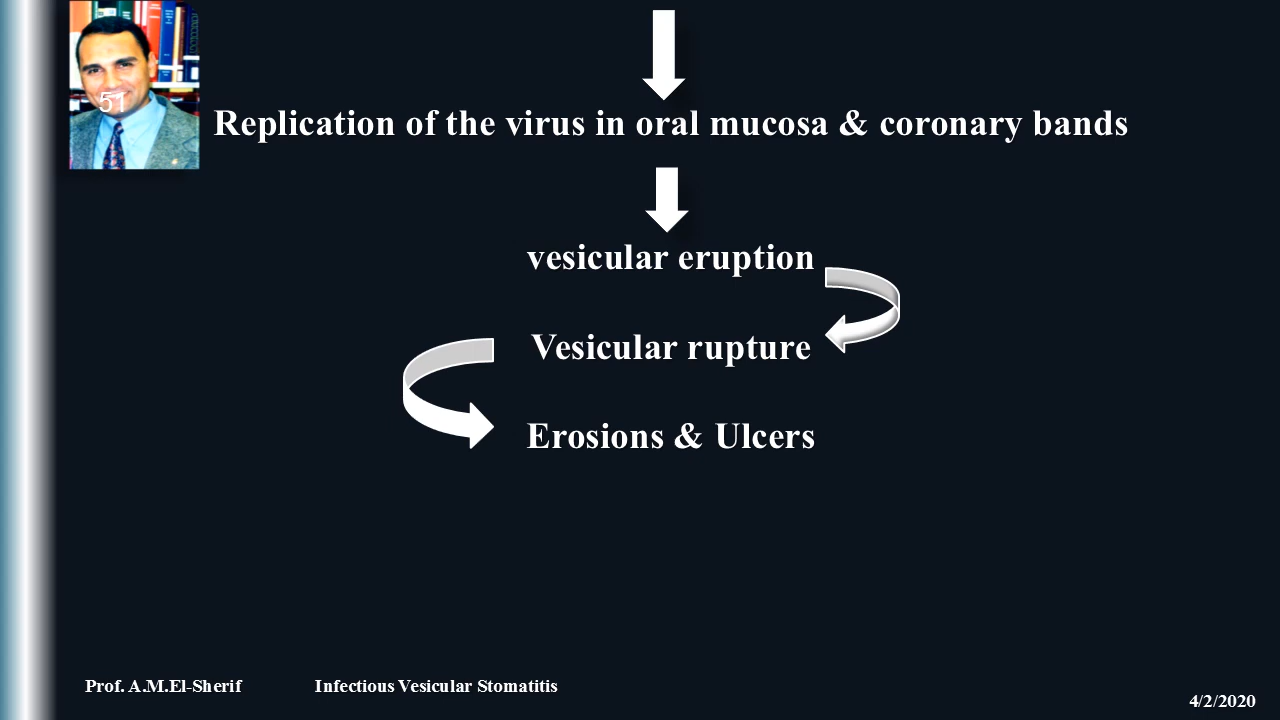 51
Replication of the virus in oral mucosa & coronary bands
vesicular eruption
Vesicular rupture
Erosions & Ulcers
Prof. A.M.El-Sherif Infectious Vesicular Stomatitis
4/2/2020